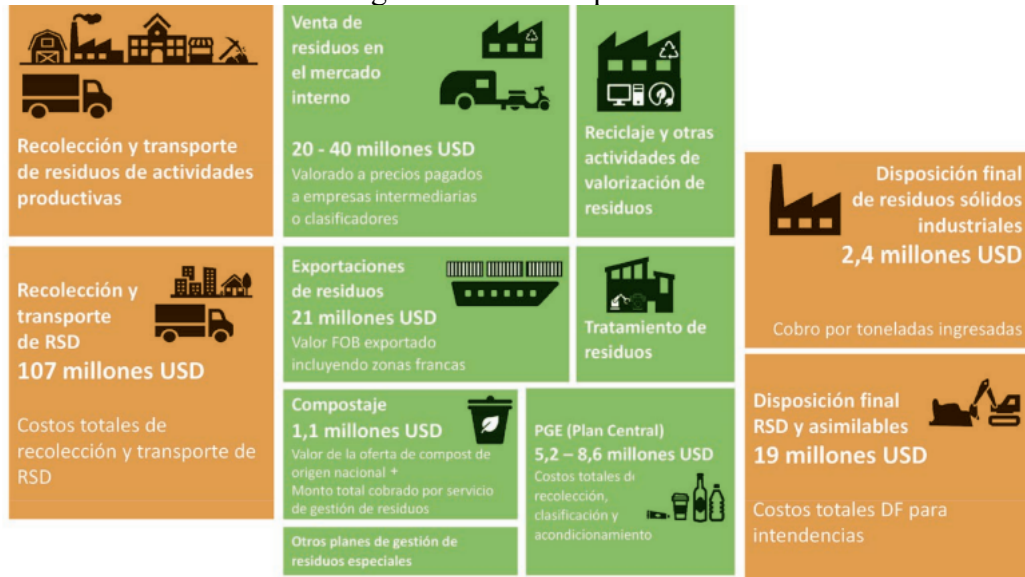 Recolección y transporte
de residuos de actividades
productivas
Recolección y
transporte
de RSD
107 millones USD
Costos totales de
recolección y transporte de
RSD
Venta de
residuos en
el mercado
interno
20 - 40 millones USD
Valorado a precios pagados
a empresas intermediarias
o clasificadores
Reciclaje y otras
actividades de
valorización de
residuos
Exportaciones
de residuos
21 millones USD
Valor FOB exportado
incluyendo zonas francas
Tratamiento de
residuos
Compostaje
1,1 millones USD
Valor de la oferta de compost de
origen nacional +
Monto total cobrado por servicio
de gestión de residuos
PGE (Plan Central)
5,2 – 8,6 millones USD
Costos totales de
recolección,
clasificación y
acondicionamiento
Otros planes de gestión de
residuos especiales
Disposición final
de residuos sólidos
industriales
2,4 millones USD
Cobro por toneladas ingresadas
Disposición final
RSD y asimilables
19 millones USD
Costos totales DF para
intendencias